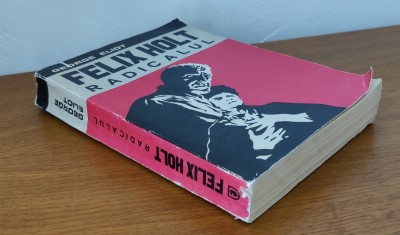 GEORGE ELIOT
FELIX HOLT
RADICALUL
GEORGE
ELIOT
FELIX HOLT
RADICALUL